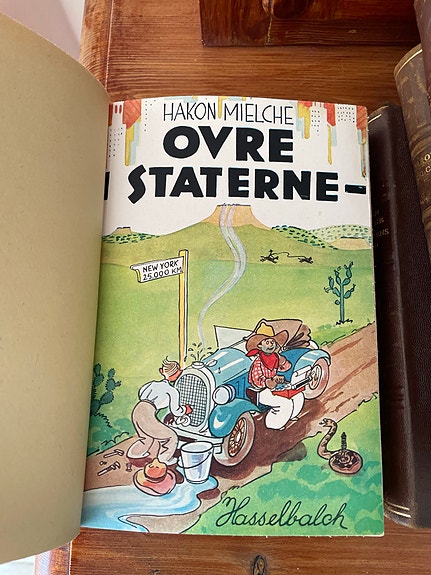 HAKON MIELCHE
OVRE
STATERNE-
NEW YORK
25.000 KM
Hasselbalch